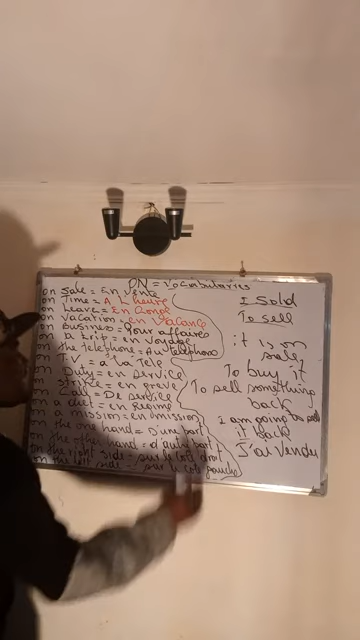 ON = Vocabularies
on sale = En vente
on Time = A L'heure
on Leave = En Congé
on vacation = en vacance
on Business = pour affaires
on a trip = en voyage
on the telephone = Au telephone
on TV = à la Tele
on Duty = en service
on strike = en greve
on Call = De service
on a diet = en Regime
on a mission = en omission
on the one hand = D'une part
on the other hand = d'autre part
on the right side = sur le coté droit
on the left side = sur le coté gauche
I Sold
To sell
it is on
sale
To buy it
To sell something
back
I am going to
it back
J'ai Vendu